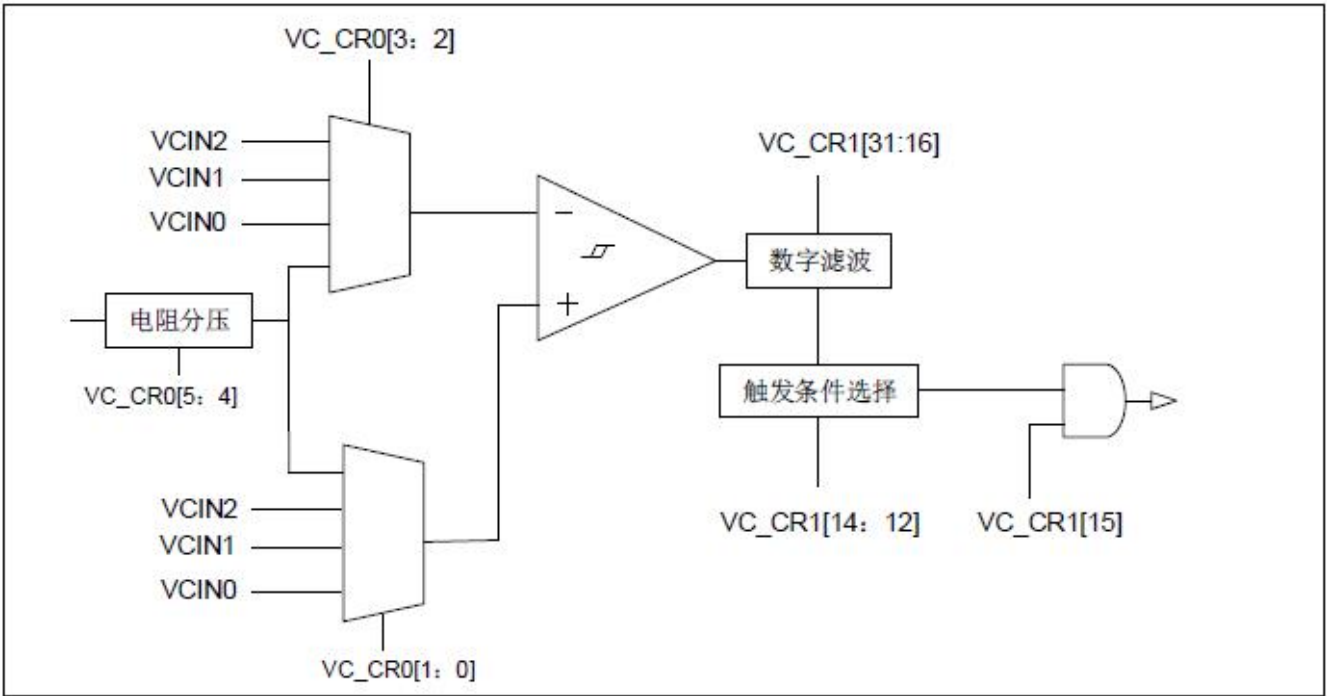 VC_CR0[3：2]
VCIN2
VCIN1
VCIN0
电阻分压
VC_CR0[5：4]
VC_CR1[31:16]
数字滤波
触发条件选择
VC_CR1[14：12]
VC_CR1[15]
VCIN2
VCIN1
VCIN0
VC_CR0[1：0]